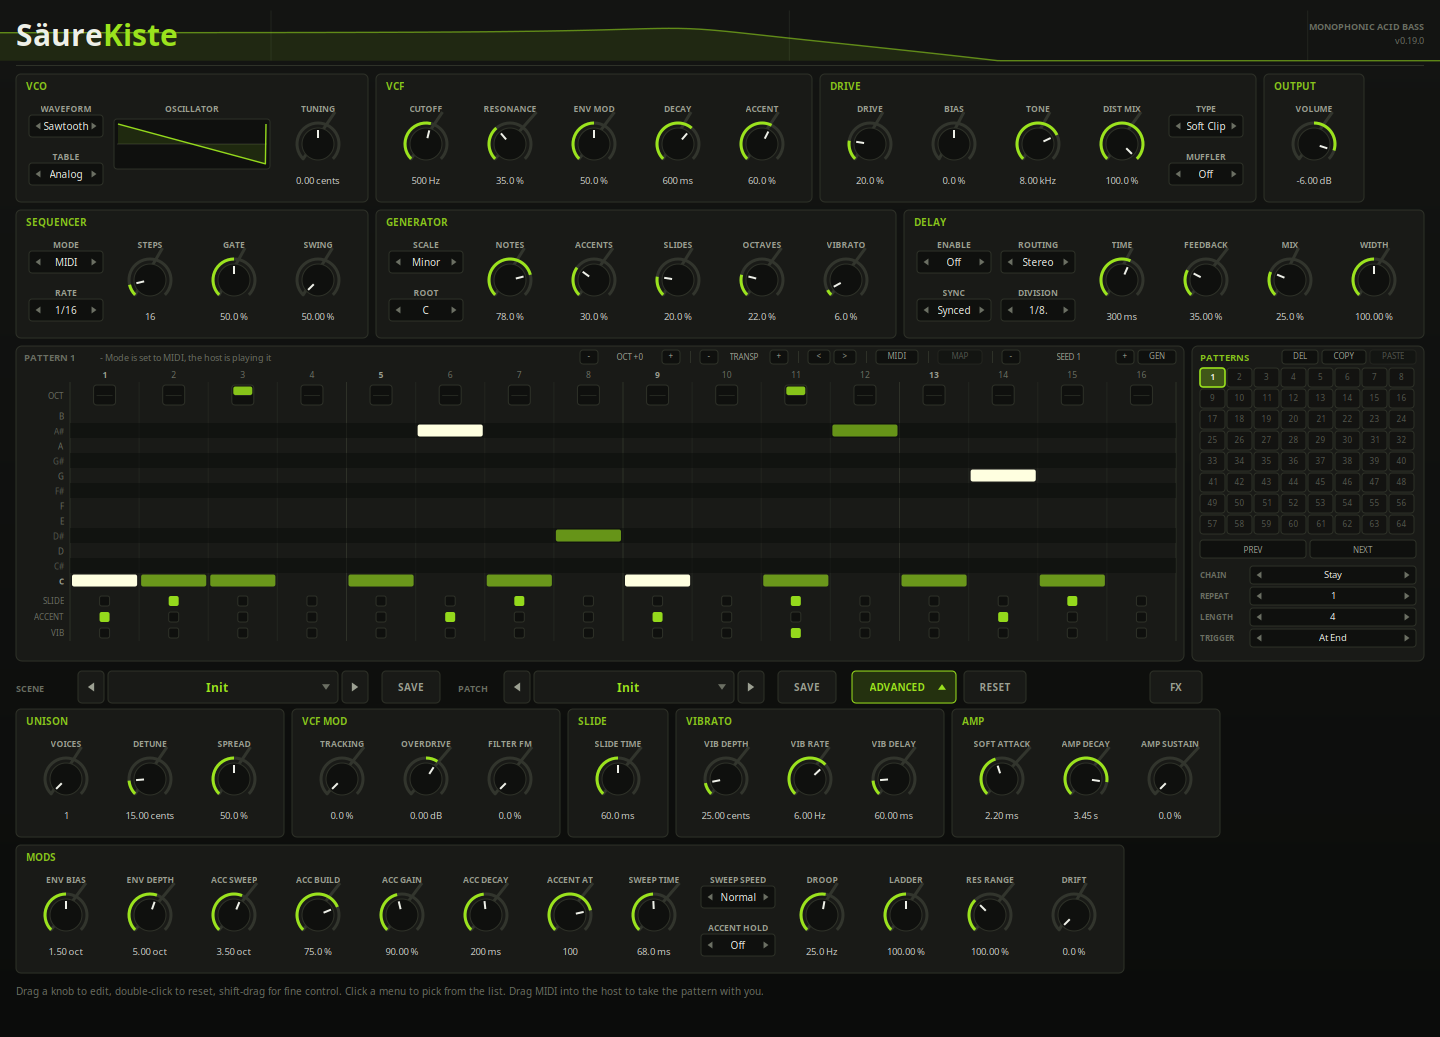 SäureKiste
MONOPHONIC ACID BASS
v0.19.0
VCO
WAVEFORM OSCILLATOR TUNING
Sawtooth
TABLE
Analog
0.00 cents
VCF
CUTOFF RESONANCE ENV MOD DECAY ACCENT
500 Hz 35.0 % 50.0 % 600 ms 60.0 %
DRIVE
DRIVE BIAS TONE DIST MIX TYPE
Soft Clip
MUFFLER
Off
20.0 % 0.0 % 8.00 kHz 100.0 %
OUTPUT
VOLUME
-6.00 dB
SEQUENCER
MODE STEPS GATE SWING
MIDI
RATE
1/16
16 50.0 % 50.00 %
GENERATOR
SCALE NOTES ACCENTS SLIDES OCTAVES VIBRATO
Minor
ROOT
C
78.0 % 30.0 % 20.0 % 22.0 % 6.0 %
DELAY
ENABLE ROUTING TIME FEEDBACK MIX WIDTH
Off Stereo
SYNC DIVISION
Synced 1/8.
300 ms 35.00 % 25.0 % 100.00 %
PATTERN 1 - Mode is set to MIDI, the host is playing it - OCT +0 + - TRANSP + < > MIDI MAP - SEED 1 + GEN
1 2 3 4 5 6 7 8 9 10 11 12 13 14 15 16
OCT
B
A#
A
G#
G
F#
F
E
D#
D
C#
C
SLIDE
ACCENT
VIB
PATTERNS DEL COPY PASTE
1 2 3 4 5 6 7 8
9 10 11 12 13 14 15 16
17 18 19 20 21 22 23 24
25 26 27 28 29 30 31 32
33 34 35 36 37 38 39 40
41 42 43 44 45 46 47 48
49 50 51 52 53 54 55 56
57 58 59 60 61 62 63 64
PREV NEXT
CHAIN Stay
REPEAT 1
LENGTH 4
TRIGGER At End
SCENE Init SAVE PATCH Init SAVE ADVANCED RESET FX
UNISON
VOICES DETUNE SPREAD
1 15.00 cents 50.0 %
VCF MOD
TRACKING OVERDRIVE FILTER FM
0.0 % 0.00 dB 0.0 %
SLIDE
SLIDE TIME
60.0 ms
VIBRATO
VIB DEPTH VIB RATE VIB DELAY
25.00 cents 6.00 Hz 60.00 ms
AMP
SOFT ATTACK AMP DECAY AMP SUSTAIN
2.20 ms 3.45 s 0.0 %
MODS
ENV BIAS ENV DEPTH ACC SWEEP ACC BUILD ACC GAIN ACC DECAY ACCENT AT SWEEP TIME SWEEP SPEED DROOP LADDER RES RANGE DRIFT
Normal
ACCENT HOLD
Off
1.50 oct 5.00 oct 3.50 oct 75.0 % 90.00 % 200 ms 100 68.0 ms 25.0 Hz 100.00 % 100.00 % 0.0 %
Drag a knob to edit, double-click to reset, shift-drag for fine control. Click a menu to pick from the list. Drag MIDI into the host to take the pattern with you.